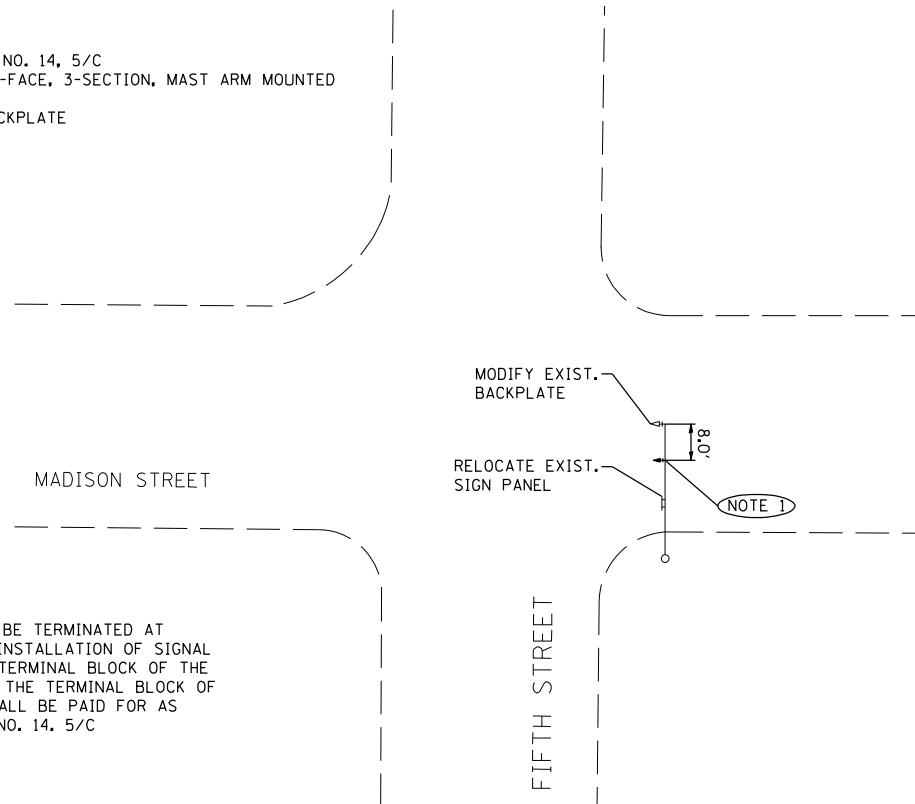 NO. 14, 5/C
-FACE, 3-SECTION, MAST ARM MOUNTED
CKPLATE
MODIFY EXIST.
BACKPLATE
8.0'
RELOCATE EXIST.
SIGN PANEL
NOTE 1
MADISON STREET
FIFTH STREET
BE TERMINATED AT
INSTALLATION OF SIGNAL
TERMINAL BLOCK OF THE
THE TERMINAL BLOCK OF
ALL BE PAID FOR AS
NO. 14. 5/C